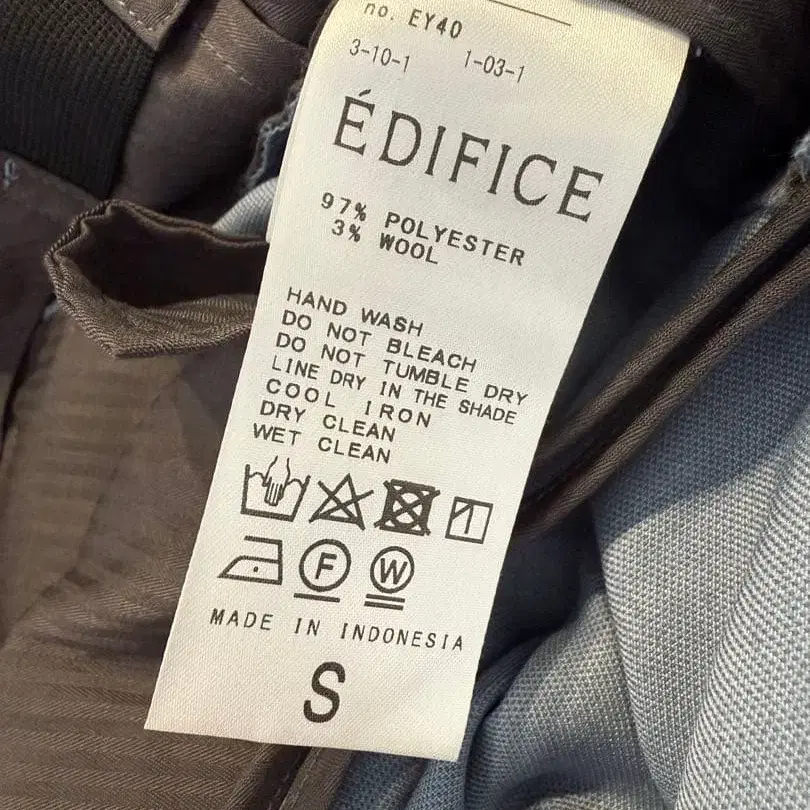 no. EY40
3-10-1 1-03-1
ÉDIFICE
97% POLYESTER
3% WOOL
HAND WASH
DO NOT BLEACH
DO NOT TUMBLE DRY
LINE DRY IN THE SHADE
COOL IRON
DRY CLEAN
WET CLEAN
F W
MADE IN INDONESIA
S